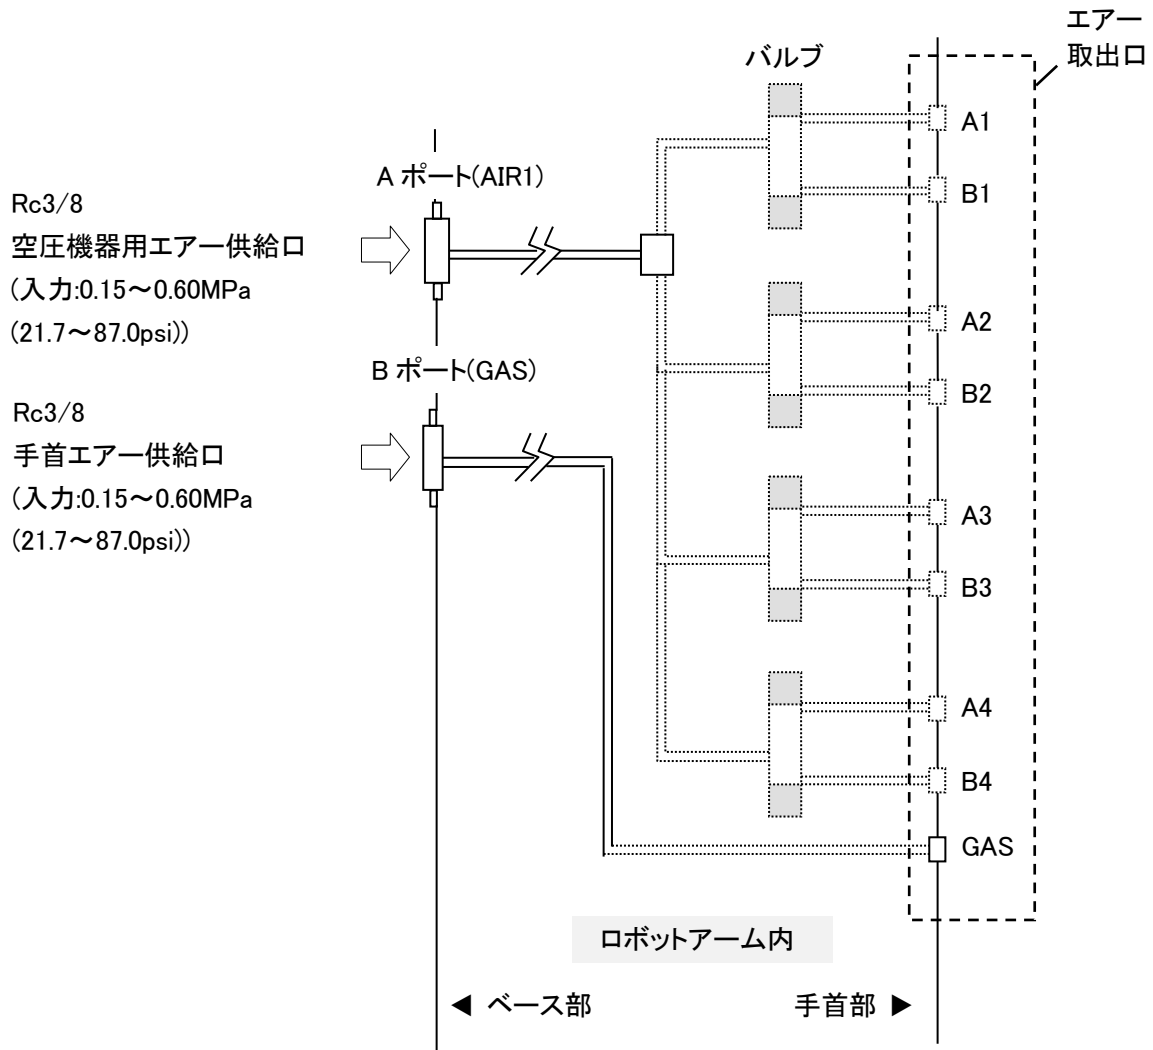 エアー
取出口
バルブ
A1
A ポート(AIR1)
B1
Rc3/8
空圧機器用エアー供給口
(入力:0.15～0.60MPa
(21.7～87.0psi))
A2
B ポート(GAS)
B2
Rc3/8
手首エアー供給口
(入力:0.15～0.60MPa
(21.7～87.0psi))
A3
B3
A4
B4
GAS
ロボットアーム内
◀ ベース部
手首部 ▶